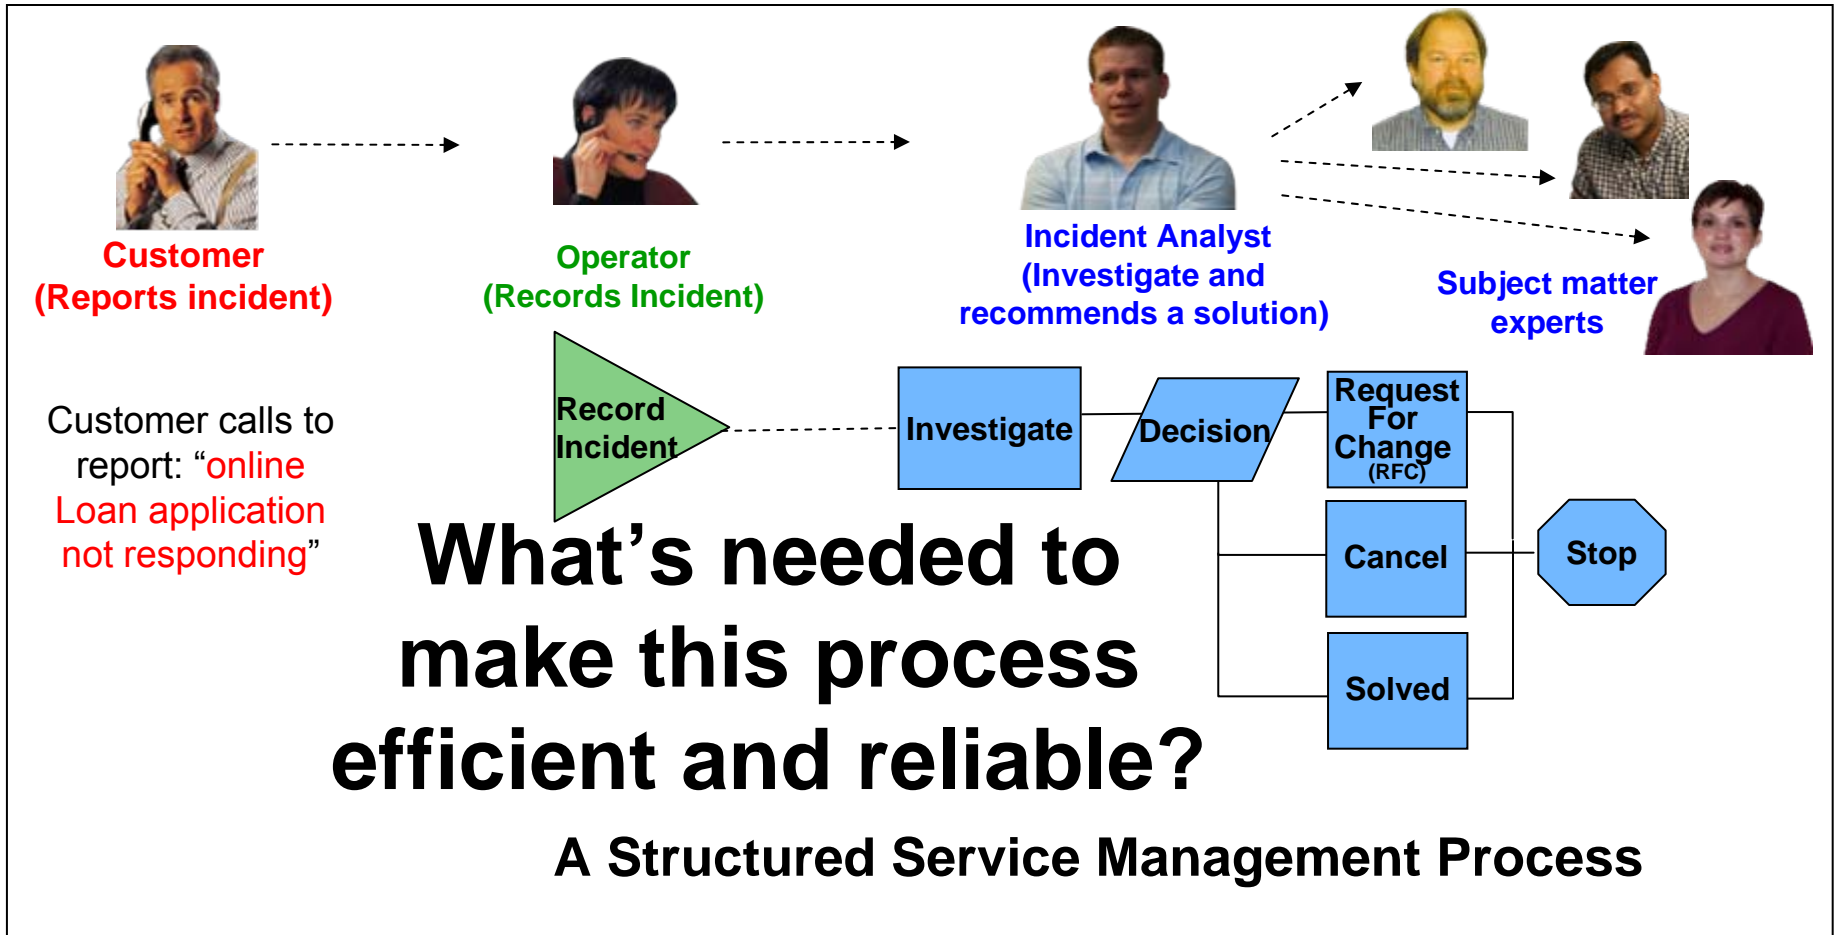 Customer
(Reports incident)
Operator
(Records Incident)
Incident Analyst
(Investigate and
recommends a solution)
Subject matter
experts
Customer calls to
report: “online
Loan application
not responding”
Record
Incident
Investigate
Decision
Request
For
Change
(RFC)
Cancel
Solved
Stop
What’s needed to
make this process
efficient and reliable?
A Structured Service Management Process